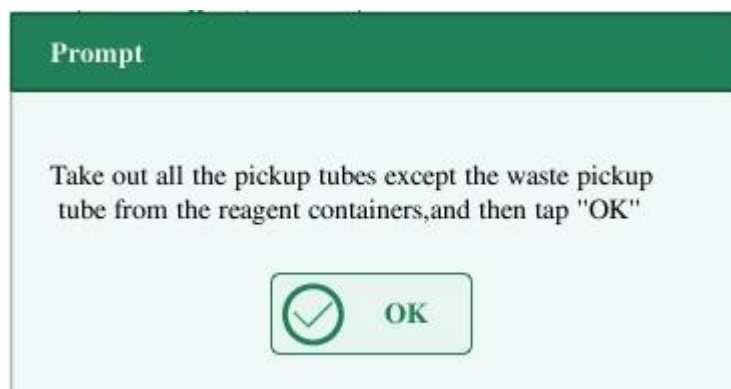 Prompt
Take out all the pickup tubes except the waste pickup
tube from the reagent containers,and then tap "OK"
OK